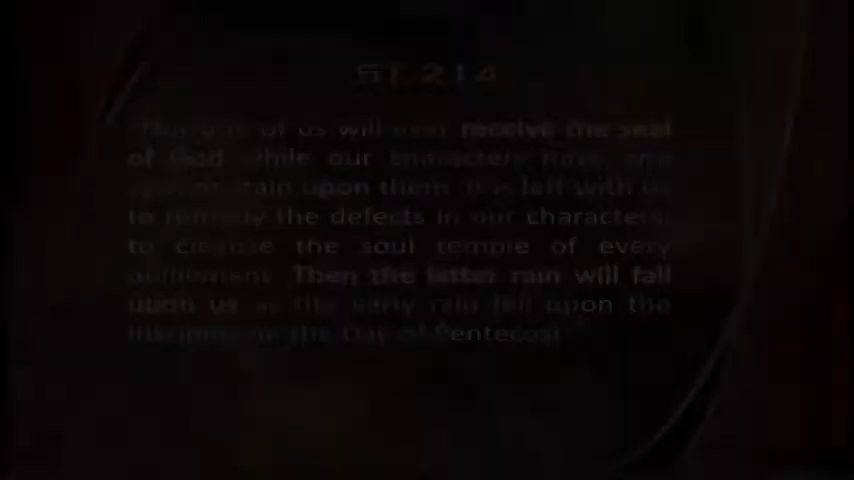 5T 214
of us will ever receive the seal
of God while our characters have one
spot or stain upon them. It is left with us
to remedy the defects in our characters,
to cleanse the soul temple of every
defilement. Then the latter rain will fall
upon us as the early rain fell upon the
disciples on the Day of Pentecost